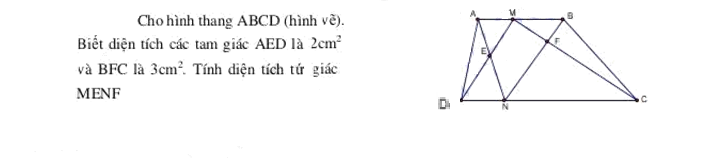 Cho hình thang ABCD (hình vẽ).
Biết diện tích các tam giác AED là 2cm²
và BFC là 3cm². Tính diện tích tứ giác
MENF
A M B
E F
D N C